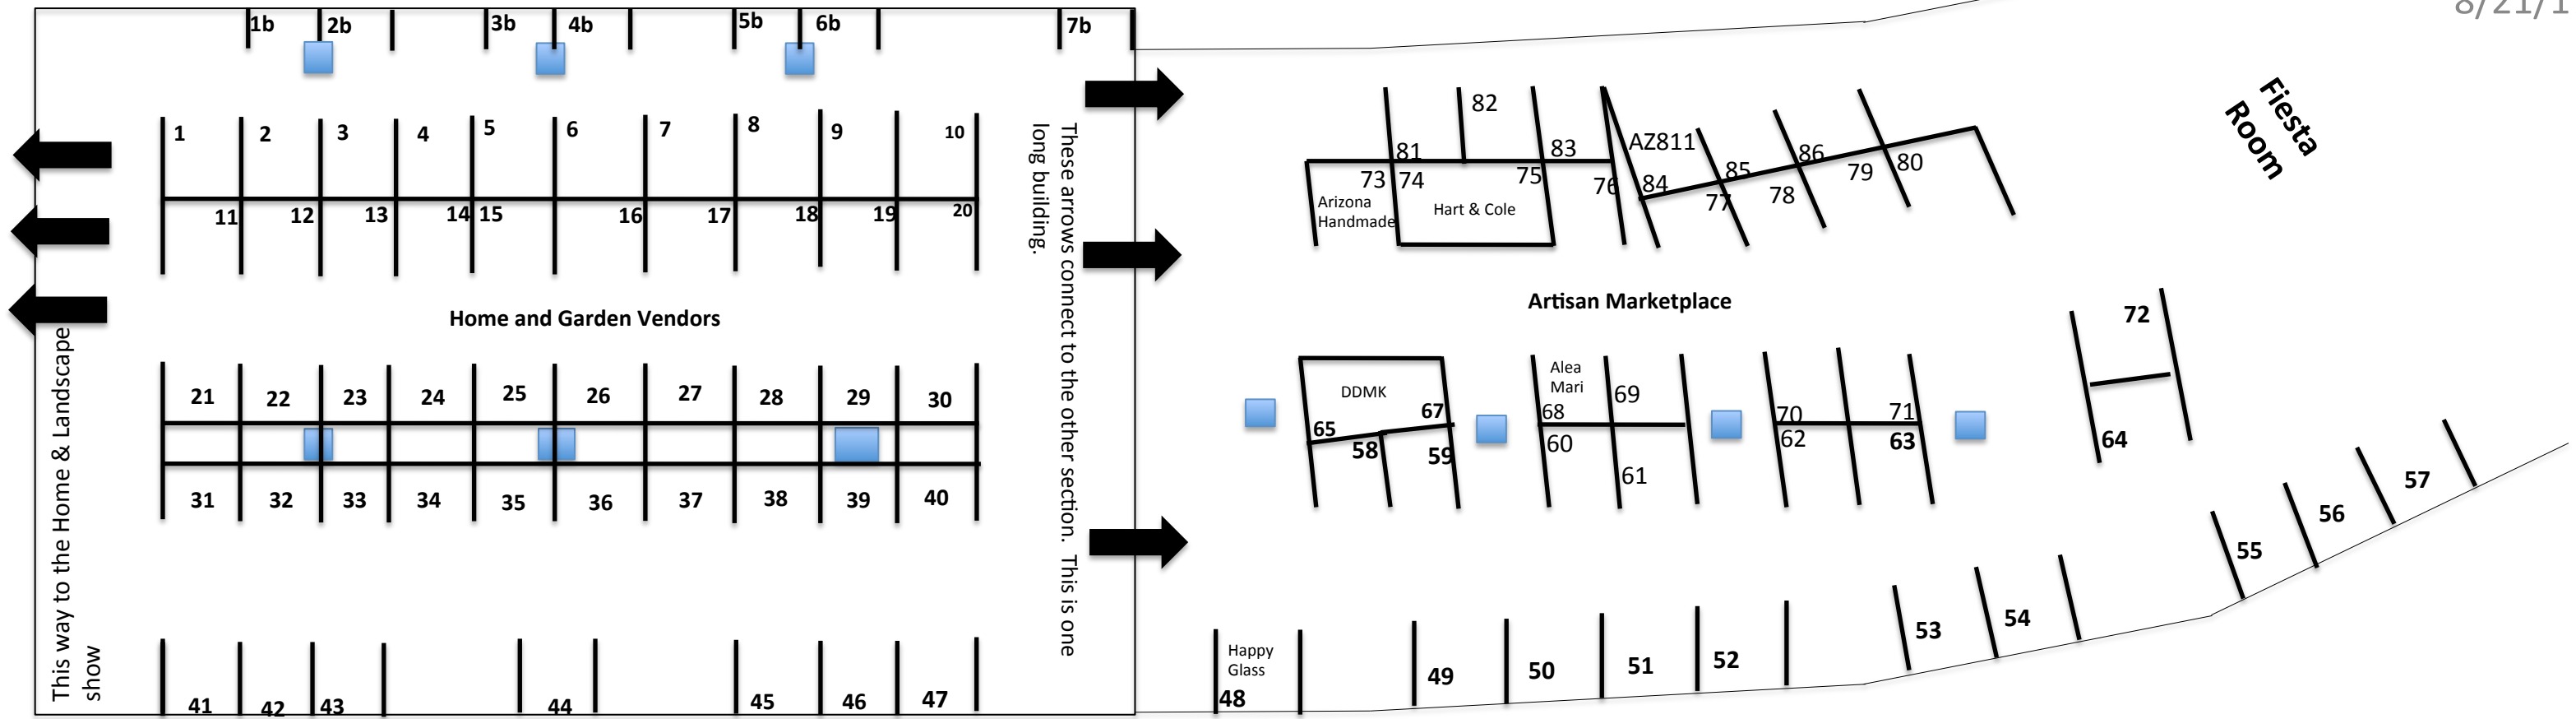 8/21/1
1b 2b 3b 4b 5b 6b 7b
1 2 3 4 5 6 7 8 9 10
11 12 13 14 15 16 17 18 19 20
Home and Garden Vendors
21 22 23 24 25 26 27 28 29 30
31 32 33 34 35 36 37 38 39 40
41 42 43 44 45 46 47
This way to the Home & Landscape
show
These arrows connect to the other section. This is one
long building.
82
81 83 AZ811 85 86
73 74 75 76 84 77 78 79 80
Arizona
Handmade
Hart & Cole
Fiesta
Room
Artisan Marketplace
72
DDMK
Alea
Mari
65 67 68 69 70 71
58 59 60 61 62 63 64
Happy
Glass
48 49 50 51 52 53 54 55 56 57